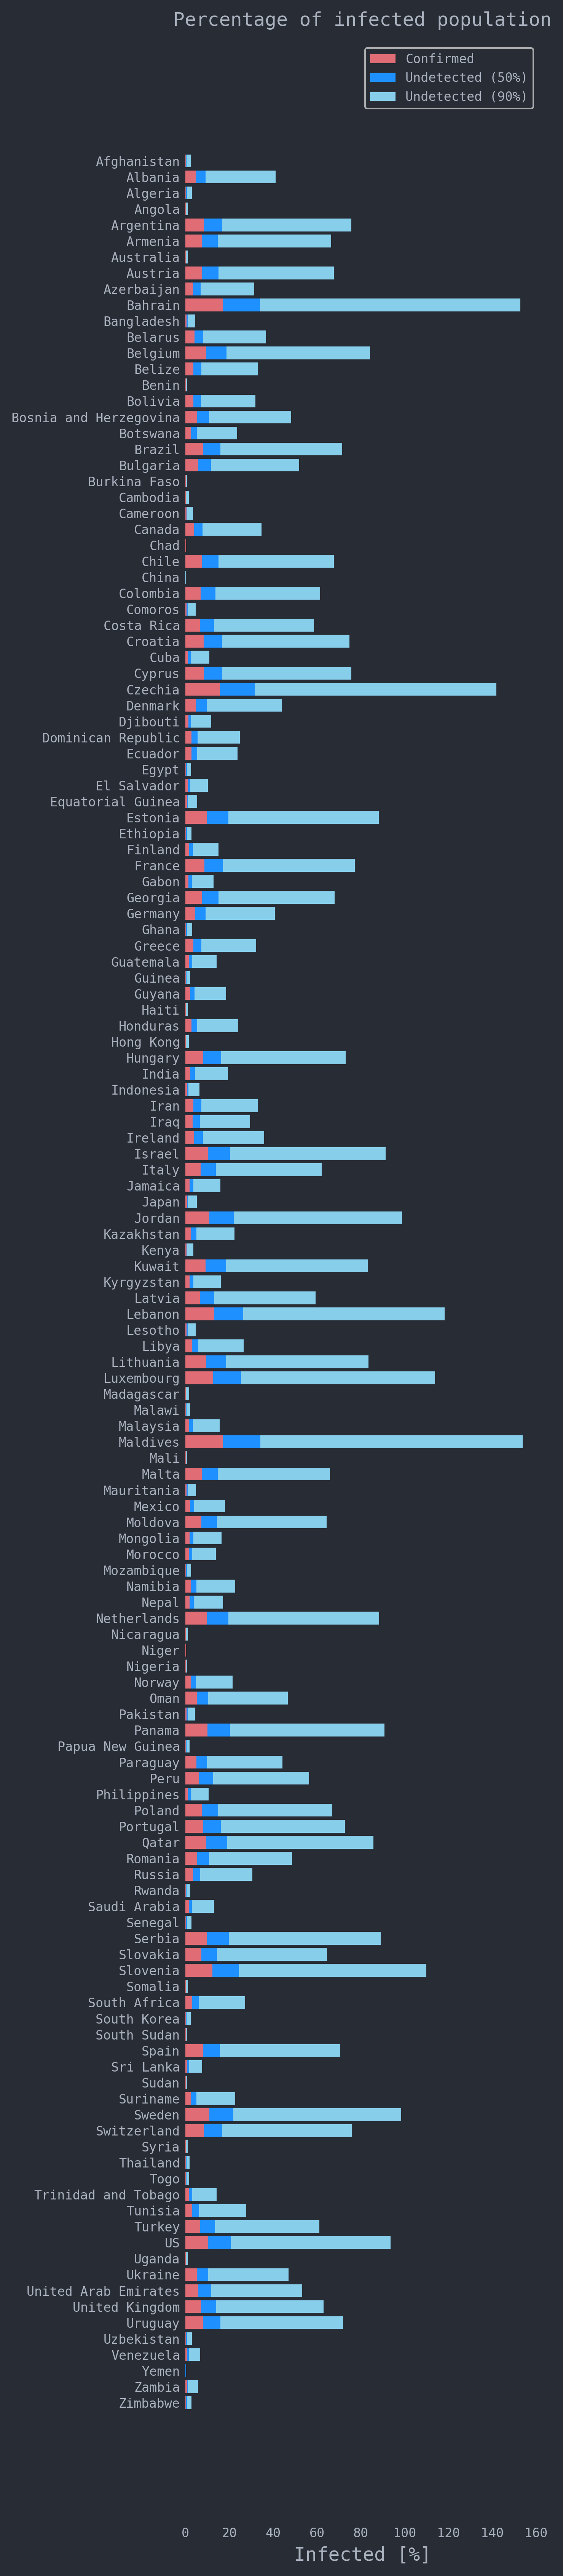 Percentage of infected population
Confirmed
Undetected (50%)
Undetected (90%)
Afghanistan
Albania
Algeria
Angola
Argentina
Armenia
Australia
Austria
Azerbaijan
Bahrain
Bangladesh
Belarus
Belgium
Belize
Benin
Bolivia
Bosnia and Herzegovina
Botswana
Brazil
Bulgaria
Burkina Faso
Cambodia
Cameroon
Canada
Chad
Chile
China
Colombia
Comoros
Costa Rica
Croatia
Cuba
Cyprus
Czechia
Denmark
Djibouti
Dominican Republic
Ecuador
Egypt
El Salvador
Equatorial Guinea
Estonia
Ethiopia
Finland
France
Gabon
Georgia
Germany
Ghana
Greece
Guatemala
Guinea
Guyana
Haiti
Honduras
Hong Kong
Hungary
India
Indonesia
Iran
Iraq
Ireland
Israel
Italy
Jamaica
Japan
Jordan
Kazakhstan
Kenya
Kuwait
Kyrgyzstan
Latvia
Lebanon
Lesotho
Libya
Lithuania
Luxembourg
Madagascar
Malawi
Malaysia
Maldives
Mali
Malta
Mauritania
Mexico
Moldova
Mongolia
Morocco
Mozambique
Namibia
Nepal
Netherlands
Nicaragua
Niger
Nigeria
Norway
Oman
Pakistan
Panama
Papua New Guinea
Paraguay
Peru
Philippines
Poland
Portugal
Qatar
Romania
Russia
Rwanda
Saudi Arabia
Senegal
Serbia
Slovakia
Slovenia
Somalia
South Africa
South Korea
South Sudan
Spain
Sri Lanka
Sudan
Suriname
Sweden
Switzerland
Syria
Thailand
Togo
Trinidad and Tobago
Tunisia
Turkey
US
Uganda
Ukraine
United Arab Emirates
United Kingdom
Uruguay
Uzbekistan
Venezuela
Yemen
Zambia
Zimbabwe
0 20 40 60 80 100 120 140 160
Infected [%]